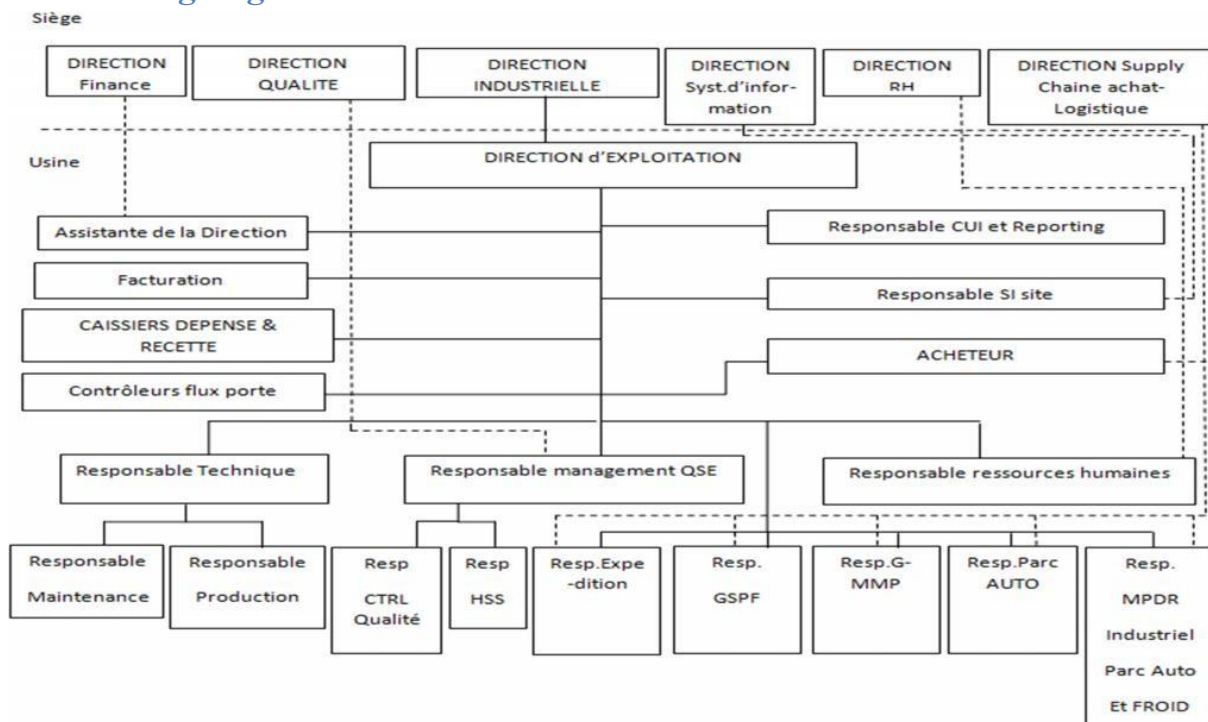 Siège
DIRECTION
Finance
DIRECTION
QUALITE
DIRECTION
INDUSTRIELLE
DIRECTION
Syst.d'infor-
mation
DIRECTION
RH
DIRECTION Supply
Chaine achat-
Logistique
Usine
DIRECTION d'EXPLOITATION
Assistante de la Direction
Responsable CUI et Reporting
Facturation
Responsable SI site
CAISSIERS DEPENSE &
RECETTE
ACHETEUR
Contrôleurs flux porte
Responsable Technique
Responsable management QSE
Responsable ressources humaines
Responsable
Maintenance
Responsable
Production
Resp
CTRL
Qualité
Resp
HSS
Resp.Expe
-dition
Resp.
GSPF
Resp.G-
MMP
Resp.Parc
AUTO
Resp.
MPDR
Industriel
Parc Auto
Et FROID